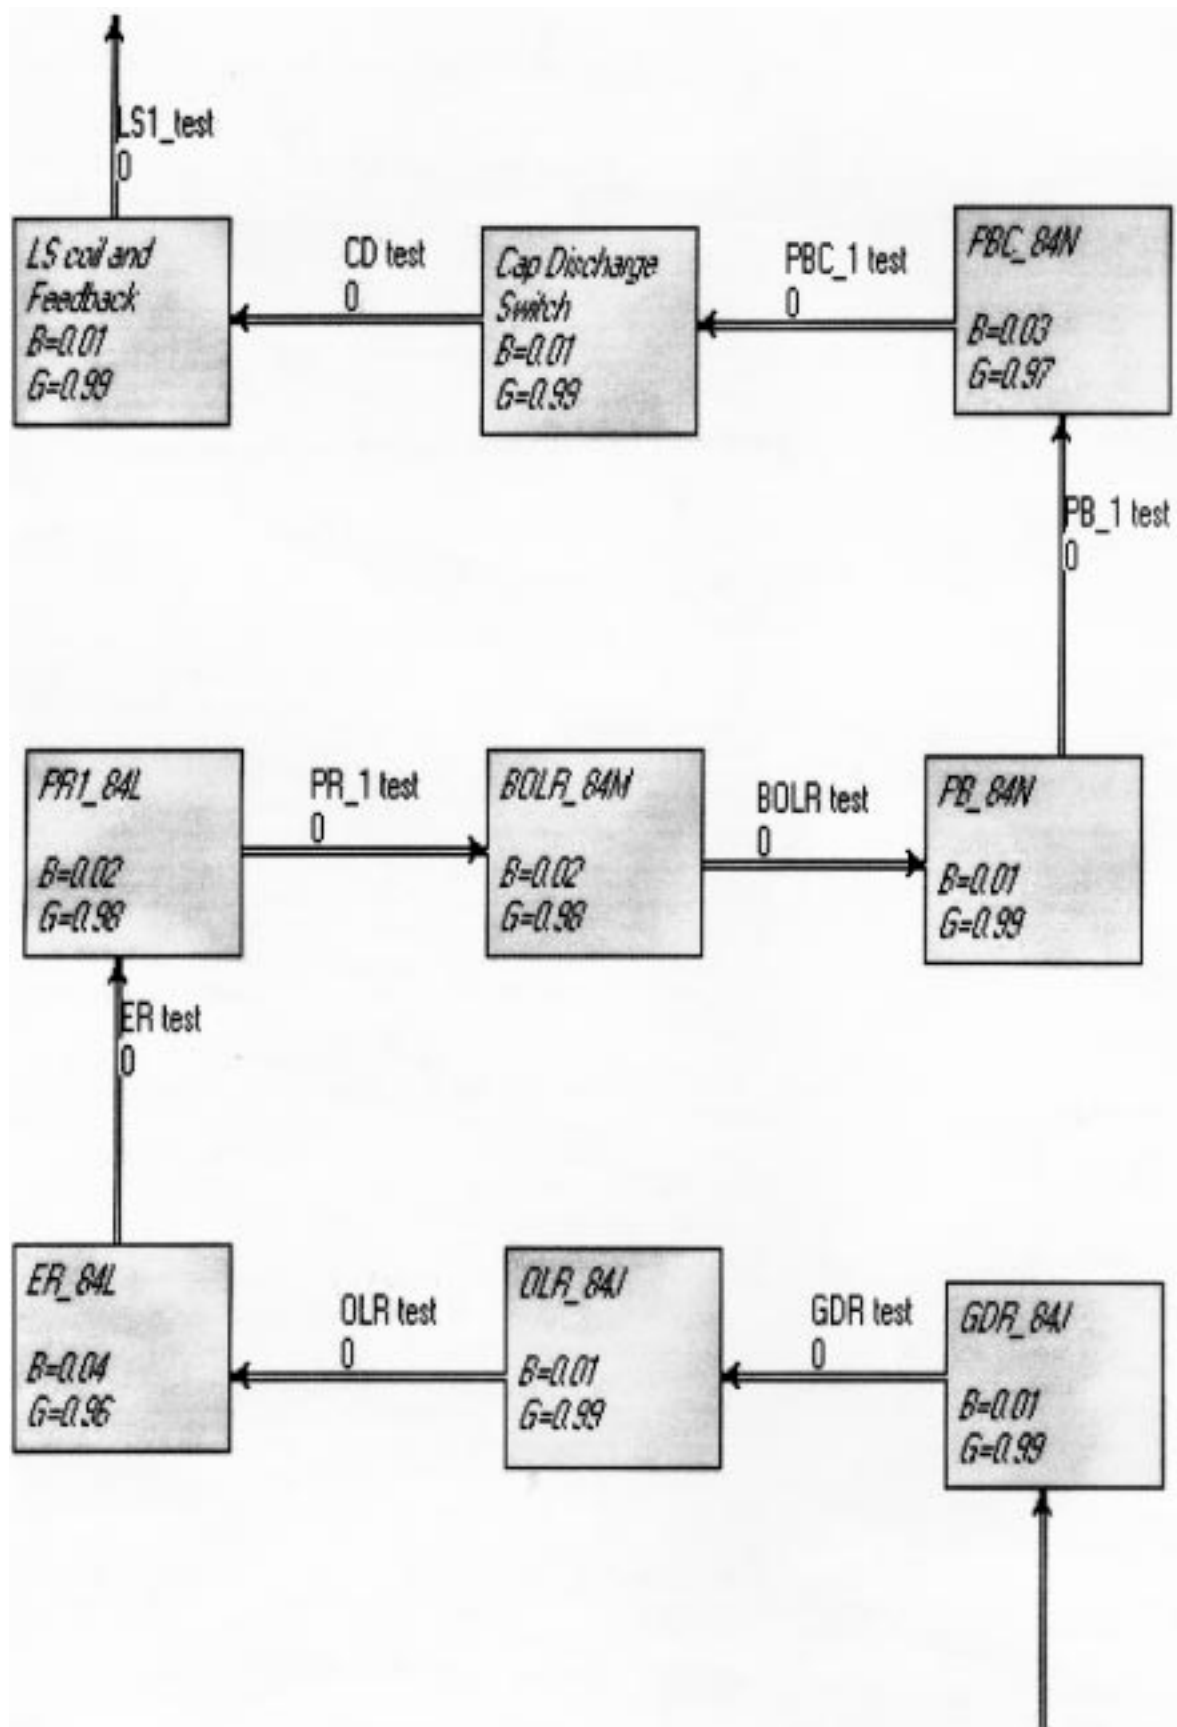 LS1_test
0
LS coil and
Feedback
B=0.01
G=0.99
CD test
0
Cap Discharge
Switch
B=0.01
G=0.99
PBC_1 test
0
PBC_84N
B=0.03
G=0.97
PB_1 test
0
PR1_84L
B=0.02
G=0.98
PR_1 test
0
BOLR_84M
B=0.02
G=0.98
BOLR test
0
PB_84N
B=0.01
G=0.99
ER test
0
ER_84L
B=0.04
G=0.96
OLR test
0
OLR_84J
B=0.01
G=0.99
GDR test
0
GDR_84J
B=0.01
G=0.99